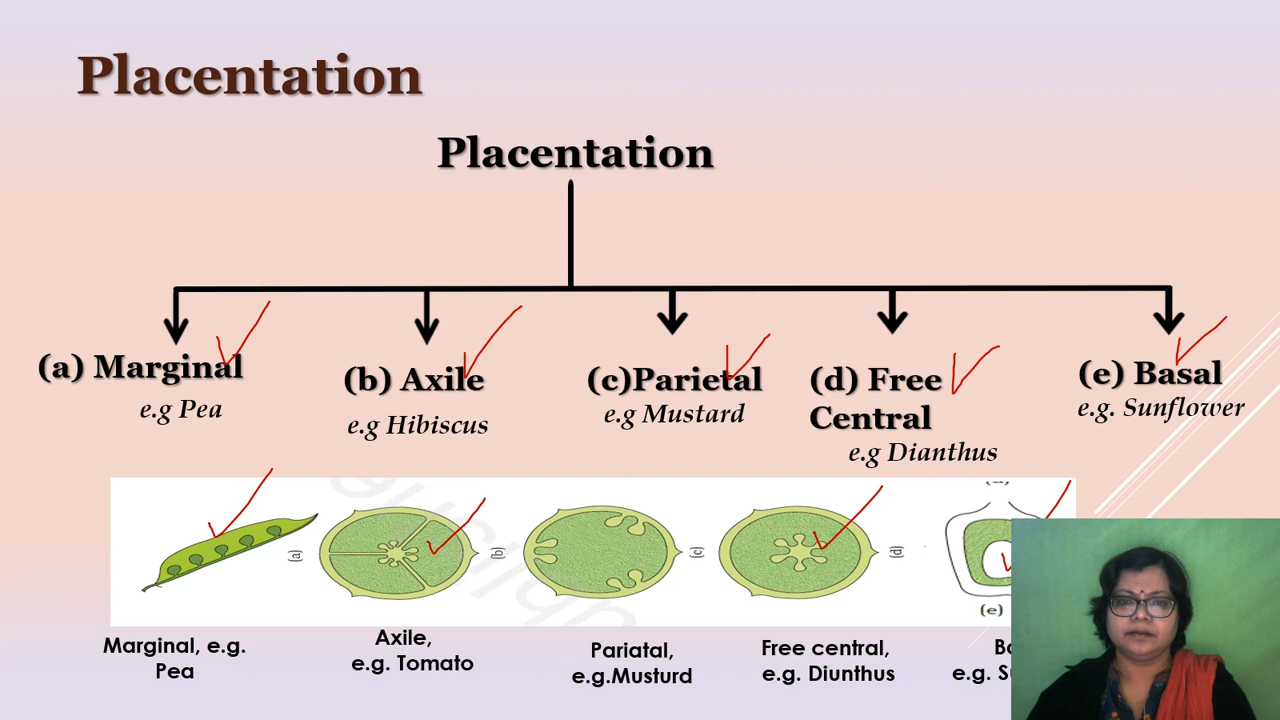 Placentation
Placentation
(a) Marginal
e.g Pea
(b) Axile
e.g Hibiscus
(c)Parietal
e.g Mustard
(d) Free
Central
e.g Dianthus
(e) Basal
e.g. Sunflower
(a)
(b)
(c)
(d)
(e)
Marginal, e.g.
Pea
Axile,
e.g. Tomato
Pariatal,
e.g.Musturd
Free central,
e.g. Diunthus
e.g.